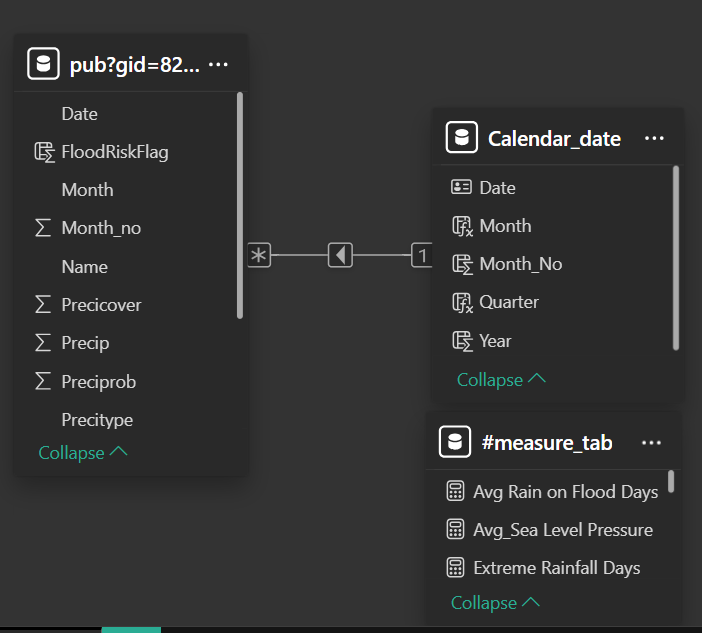 pub?gid=82...
Date
FloodRiskFlag
Month
Month_no
Name
Precicover
Precip
Preciprob
Precitype
Collapse
*
1
Calendar_date
Date
Month
Month_No
Quarter
Year
Collapse
#measure_tab
Avg Rain on Flood Days
Avg_Sea Level Pressure
Extreme Rainfall Days
Collapse